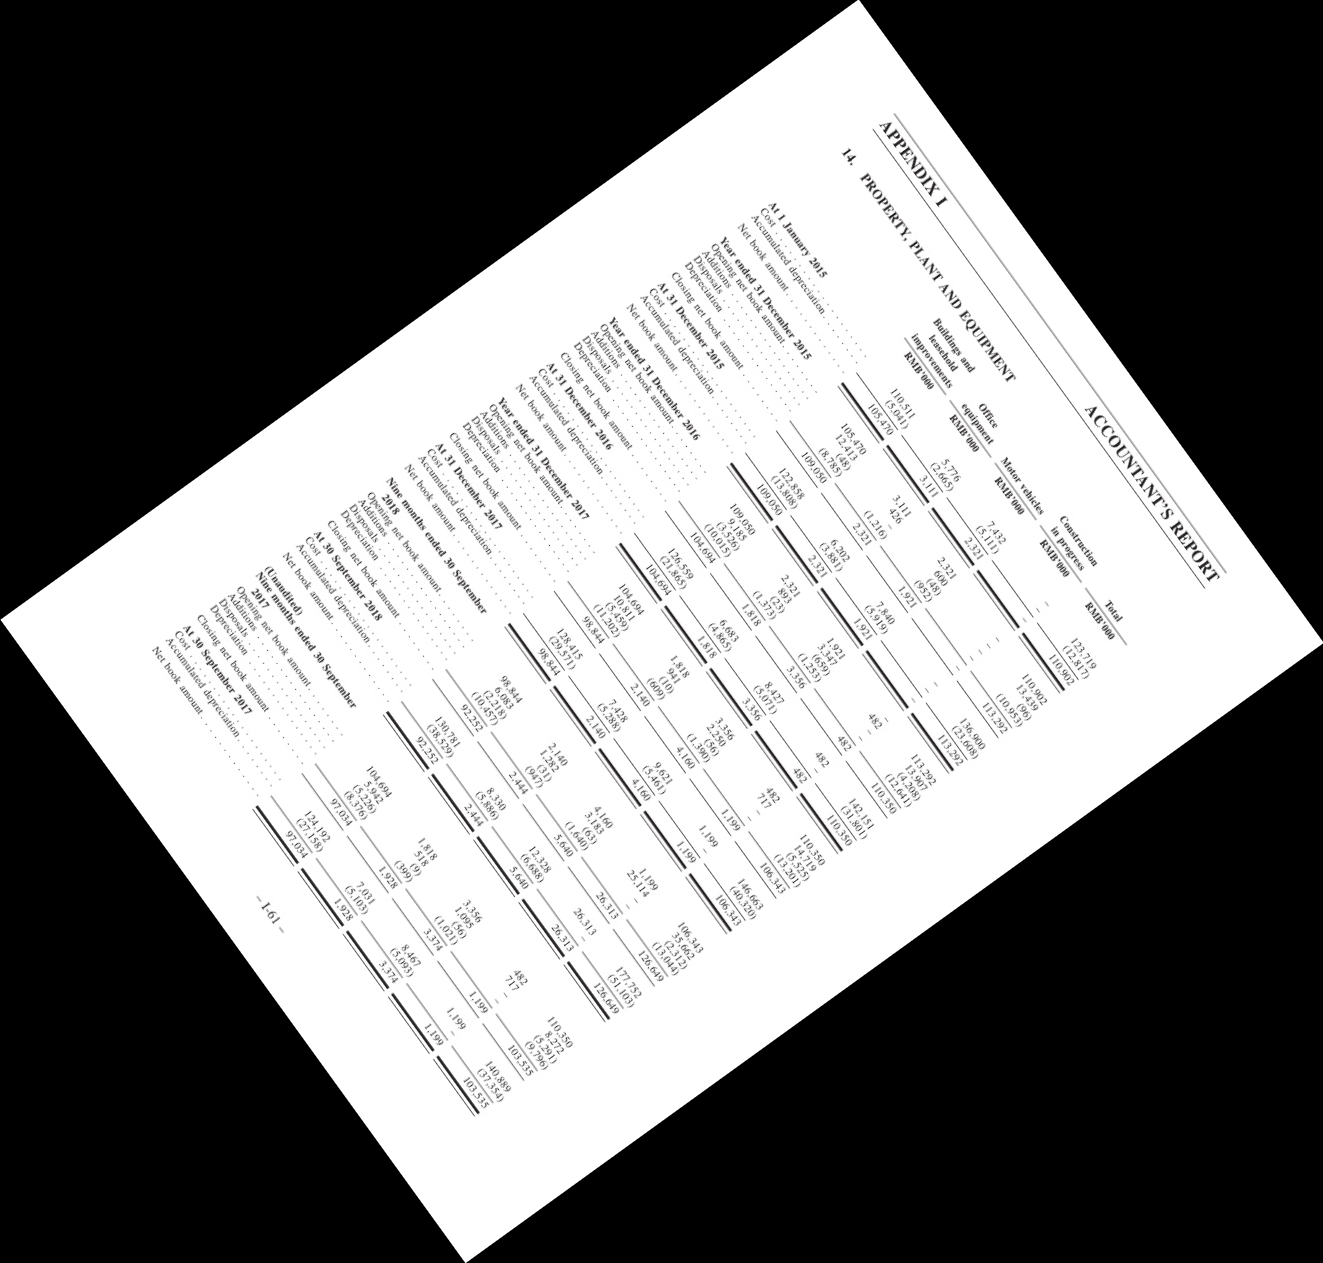 APPENDIX I ACCOUNTANT'S REPORT
14. PROPERTY, PLANT AND EQUIPMENT
Buildings and
leasehold Office Construction
improvements equipment Motor vehicles in progress Total
RMB'000 RMB'000 RMB'000 RMB'000 RMB'000
At 1 January 2015
Cost 110,511 5,776 7,432 – 123,719
Accumulated depreciation (5,041) (2,665) (5,111) – (12,817)
Net book amount 105,470 3,111 2,321 – 110,902
Year ended 31 December 2015
Opening net book amount 105,470 3,111 2,321 – 110,902
Additions 12,413 426 600 – 13,439
Disposals (48) – (48) – (96)
Depreciation (8,785) (1,216) (952) – (10,953)
Closing net book amount 109,050 2,321 1,921 – 113,292
At 31 December 2015
Cost 122,858 6,202 7,840 – 136,900
Accumulated depreciation (13,808) (3,881) (5,919) – (23,608)
Net book amount 109,050 2,321 1,921 – 113,292
Year ended 31 December 2016
Opening net book amount 109,050 2,321 1,921 – 113,292
Additions 9,185 893 3,347 482 13,907
Disposals (3,526) (23) (659) – (4,208)
Depreciation (10,015) (1,373) (1,253) – (12,641)
Closing net book amount 104,694 1,818 3,356 482 110,350
At 31 December 2016
Cost 126,559 6,683 8,427 482 142,151
Accumulated depreciation (21,865) (4,865) (5,071) – (31,801)
Net book amount 104,694 1,818 3,356 482 110,350
Year ended 31 December 2017
Opening net book amount 104,694 1,818 3,356 482 110,350
Additions 10,811 941 2,250 717 14,719
Disposals (5,459) (10) (56) – (5,525)
Depreciation (11,202) (609) (1,390) – (13,201)
Closing net book amount 98,844 2,140 4,160 1,199 106,343
At 31 December 2017
Cost 128,415 7,428 9,621 1,199 146,663
Accumulated depreciation (29,571) (5,288) (5,461) – (40,320)
Net book amount 98,844 2,140 4,160 1,199 106,343
Nine months ended 30 September
2018
Opening net book amount 98,844 2,140 4,160 1,199 106,343
Additions 6,083 1,282 3,183 25,114 35,662
Disposals (2,218) (31) (63) – (2,312)
Depreciation (10,457) (947) (1,640) – (13,044)
Closing net book amount 92,252 2,444 5,640 26,313 126,649
At 30 September 2018
Cost 130,781 8,330 12,328 26,313 177,752
Accumulated depreciation (38,529) (5,886) (6,688) – (51,103)
Net book amount 92,252 2,444 5,640 26,313 126,649
(Unaudited)
Nine months ended 30 September
2017
Opening net book amount 104,694 1,818 3,356 482 110,350
Additions 5,942 518 1,095 717 8,272
Disposals (5,226) (9) (56) – (5,291)
Depreciation (8,376) (399) (1,021) – (9,796)
Closing net book amount 97,034 1,928 3,374 1,199 103,535
At 30 September 2017
Cost 124,192 7,031 8,467 1,199 140,889
Accumulated depreciation (27,158) (5,103) (5,093) – (37,354)
Net book amount 97,034 1,928 3,374 1,199 103,535
– I-61 –